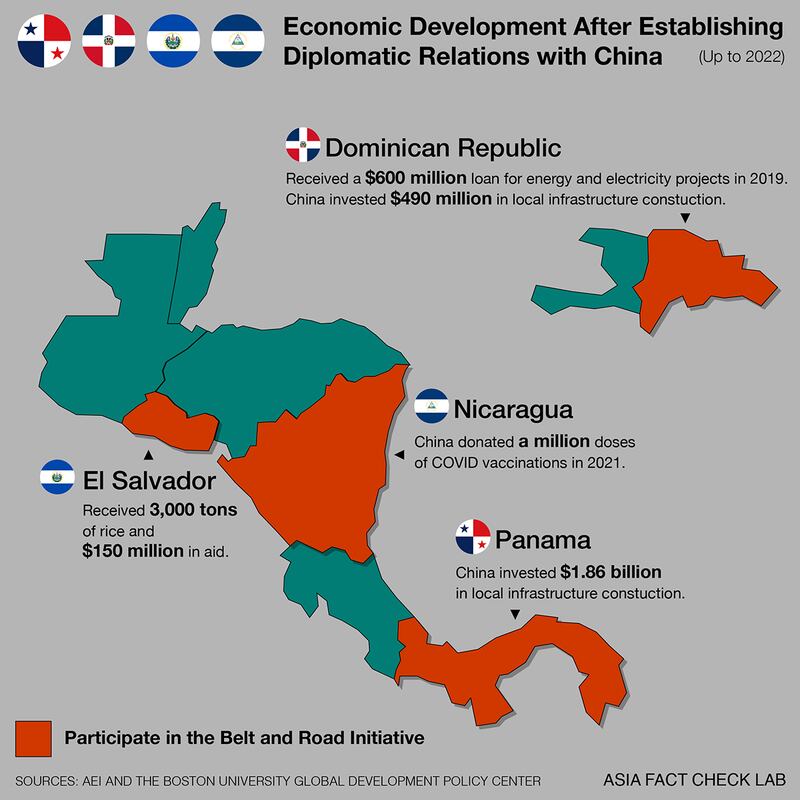 Economic Development After Establishing
Diplomatic Relations with China (Up to 2022)
Dominican Republic
Received a $600 million loan for energy and electricity projects in 2019.
China invested $490 million in local infrastructure constuction.
Nicaragua
China donated a million doses
of COVID vaccinations in 2021.
El Salvador
Received 3,000 tons
of rice and
$150 million in aid.
Panama
China invested $1.86 billion
in local infrastructure constuction.
Participate in the Belt and Road Initiative
SOURCES: AEI AND THE BOSTON UNIVERSITY GLOBAL DEVELOPMENT POLICY CENTER
ASIA FACT CHECK LAB